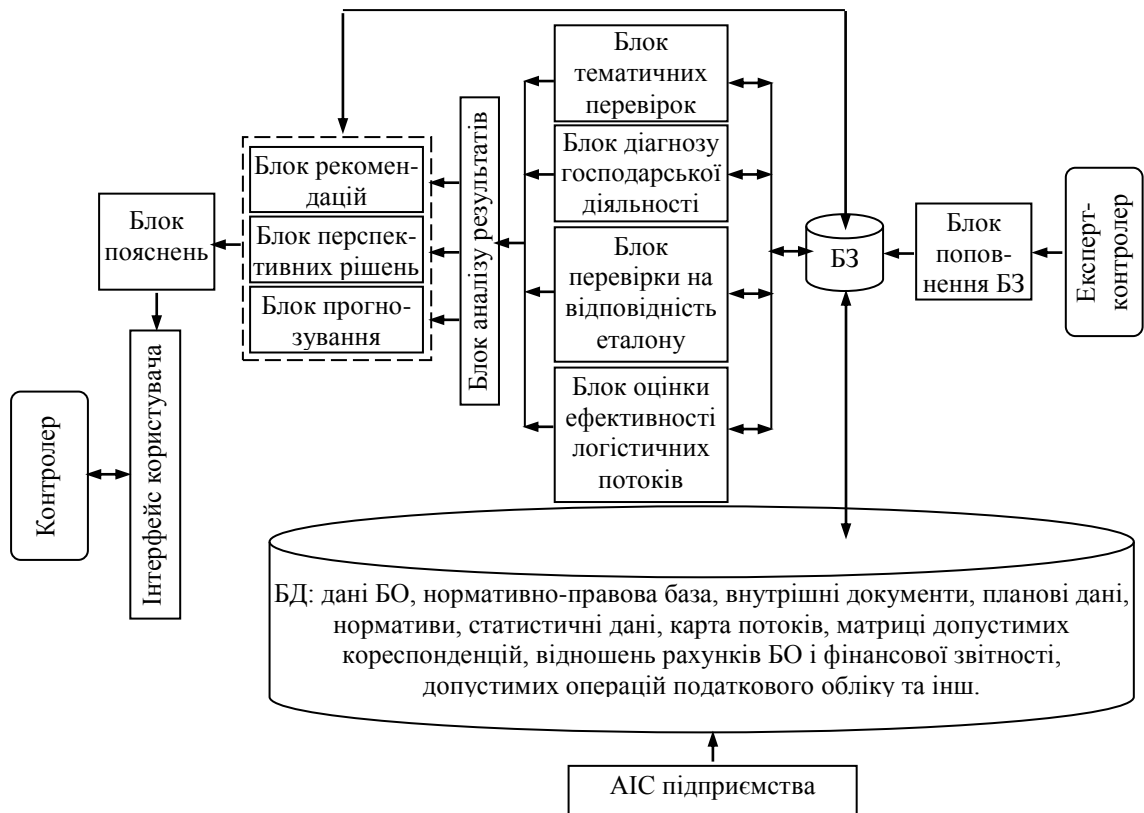 Блок
тематичних
перевірок
Блок діагнозу
господарської
діяльності
Блок
перевірки на
відповідність
еталону
Блок оцінки
ефективності
логістичних
потоків
Блок аналізу результатів
Блок рекомен-
дацій
Блок перспек-
тивних рішень
Блок прогно-
зування
Блок
пояснень
Інтерфейс користувача
Контролер
БЗ
Блок
попов-
нення БЗ
Експерт-
контролер
БД: дані БО, нормативно-правова база, внутрішні документи, планові дані,
нормативи, статистичні дані, карта потоків, матриці допустимих
кореспонденцій, відношень рахунків БО і фінансової звітності,
допустимих операцій податкового обліку та інш.
АІС підприємства